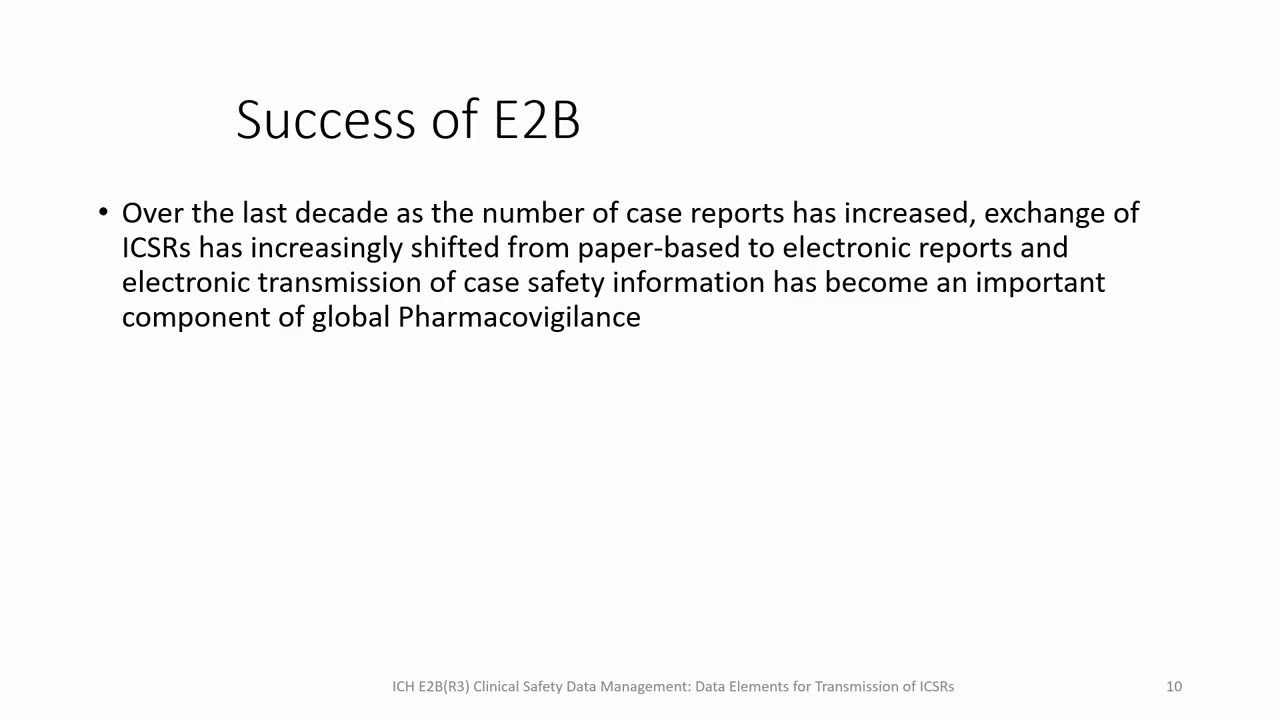 Success of E2B
• Over the last decade as the number of case reports has increased, exchange of
ICSRs has increasingly shifted from paper-based to electronic reports and
electronic transmission of case safety information has become an important
component of global Pharmacovigilance
ICH E2B(R3) Clinical Safety Data Management: Data Elements for Transmission of ICSRs
10